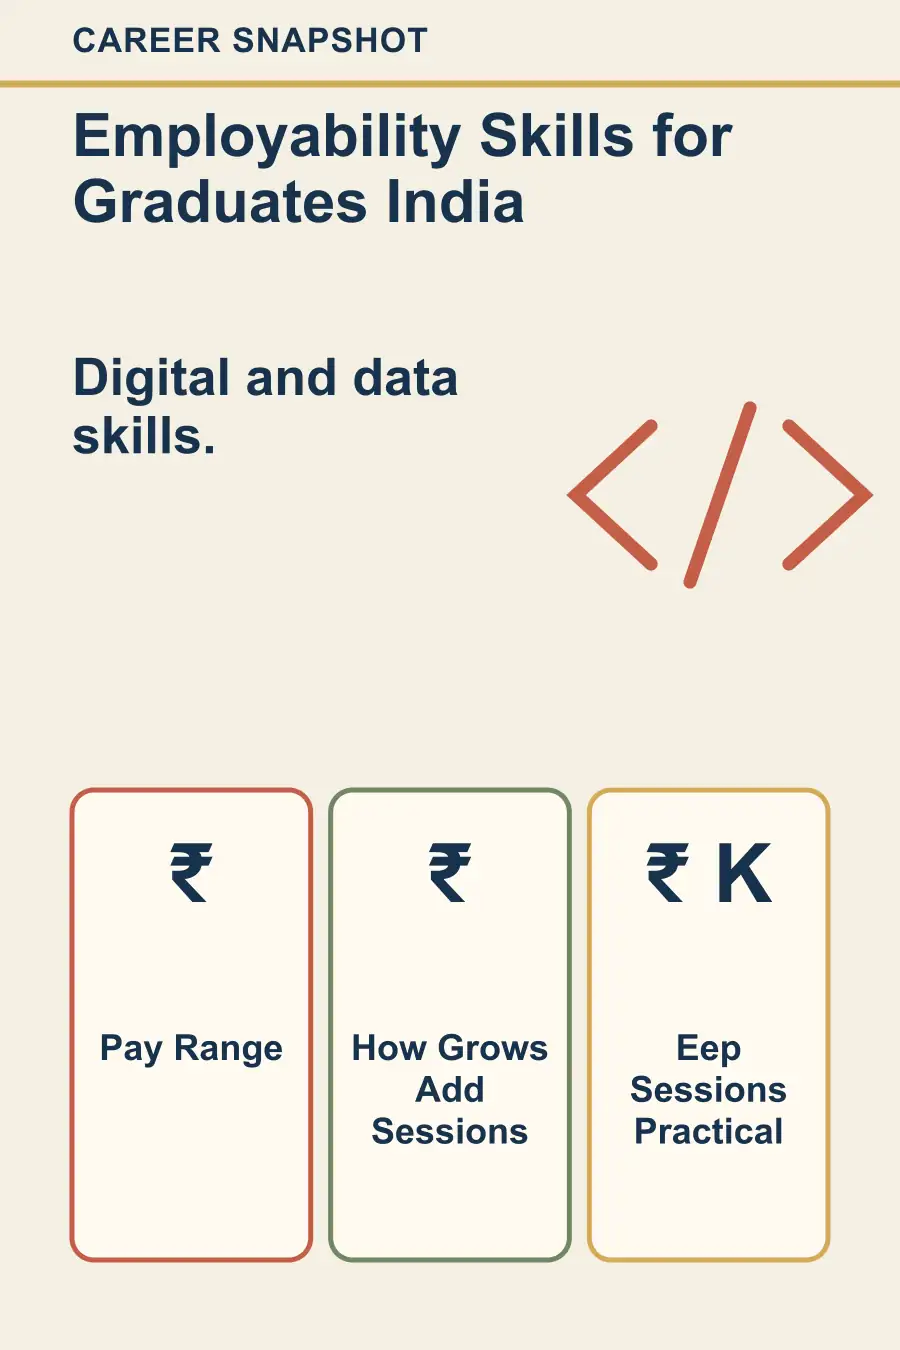 CAREER SNAPSHOT
Employability Skills for
Graduates India
Digital and data
skills.
₹
Pay Range
₹
How Grows
Add
Sessions
₹ K
Eep
Sessions
Practical